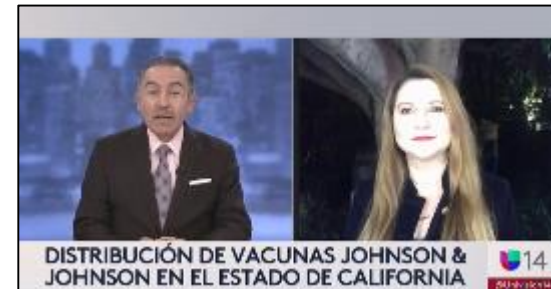 DISTRIBUCIÓN DE VACUNAS JOHNSON &
JOHNSON EN EL ESTADO DE CALIFORNIA
14